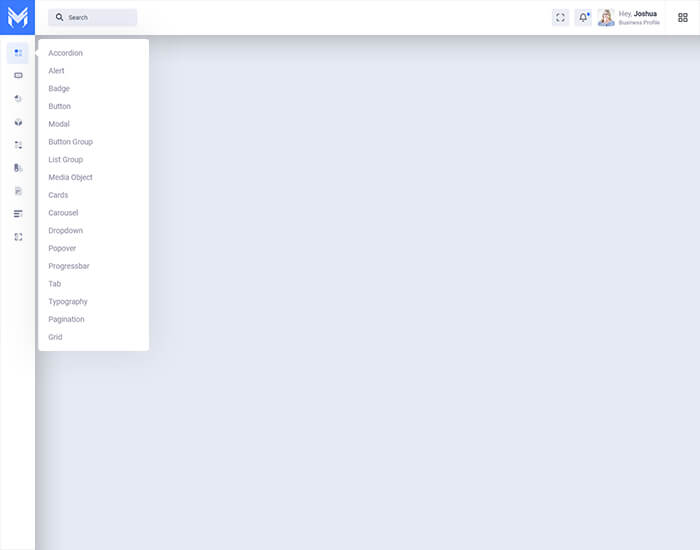 Search
Hey, Joshua
Business Profile
Accordion
Alert
Badge
Button
Modal
Button Group
List Group
Media Object
Cards
Carousel
Dropdown
Popover
Progressbar
Tab
Typography
Pagination
Grid